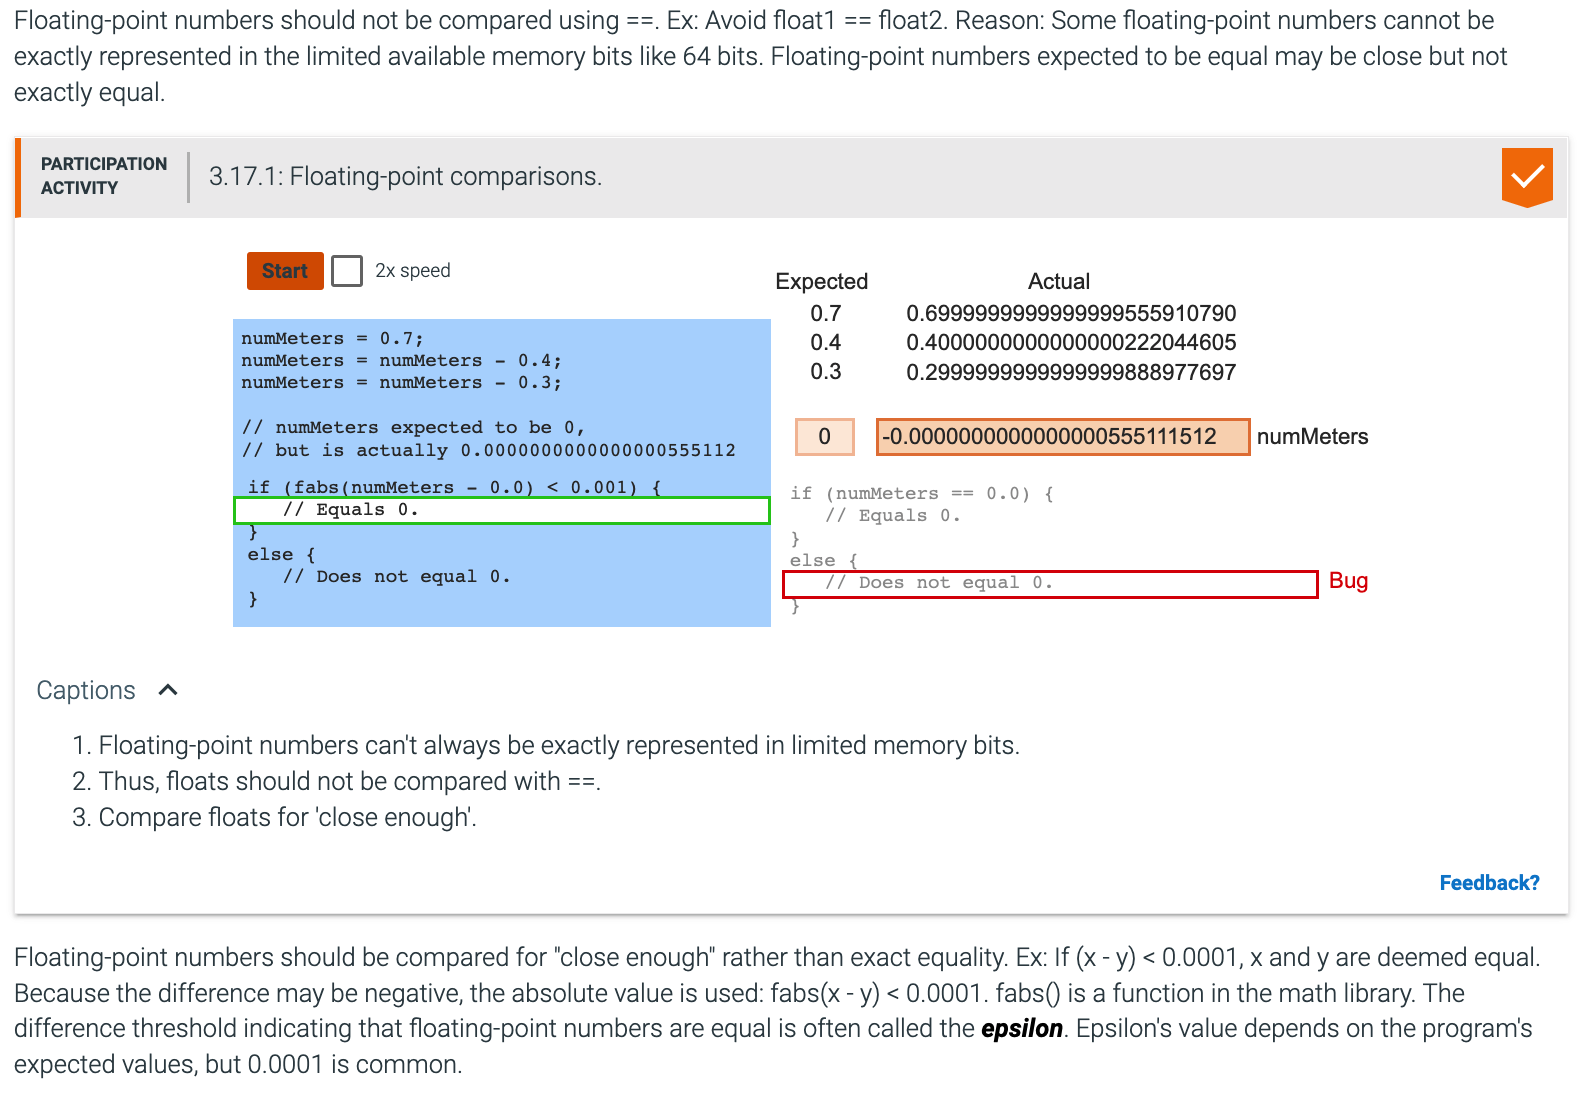 Floating-point numbers should not be compared using ==. Ex: Avoid float1 == float2. Reason: Some floating-point numbers cannot be
exactly represented in the limited available memory bits like 64 bits. Floating-point numbers expected to be equal may be close but not
exactly equal.
PARTICIPATION
ACTIVITY
3.17.1: Floating-point comparisons.
Start
2x speed
numMeters = 0.7;
numMeters = numMeters - 0.4;
numMeters = numMeters - 0.3;
// numMeters expected to be 0,
// but is actually 0.0000000000000000555112
if (fabs(numMeters - 0.0) < 0.001) {
// Equals 0.
}
else {
// Does not equal 0.
}
Expected Actual
0.7 0.6999999999999999555910790
0.4 0.4000000000000000222044605
0.3 0.2999999999999999888977697
0 -0.0000000000000000555111512 numMeters
if (numMeters == 0.0) {
// Equals 0.
}
else {
// Does not equal 0.
Bug
}
Captions
1. Floating-point numbers can't always be exactly represented in limited memory bits.
2. Thus, floats should not be compared with ==.
3. Compare floats for 'close enough'.
Feedback?
Floating-point numbers should be compared for "close enough" rather than exact equality. Ex: If (x - y) < 0.0001, x and y are deemed equal.
Because the difference may be negative, the absolute value is used: fabs(x - y) < 0.0001. fabs() is a function in the math library. The
difference threshold indicating that floating-point numbers are equal is often called the epsilon. Epsilon's value depends on the program's
expected values, but 0.0001 is common.